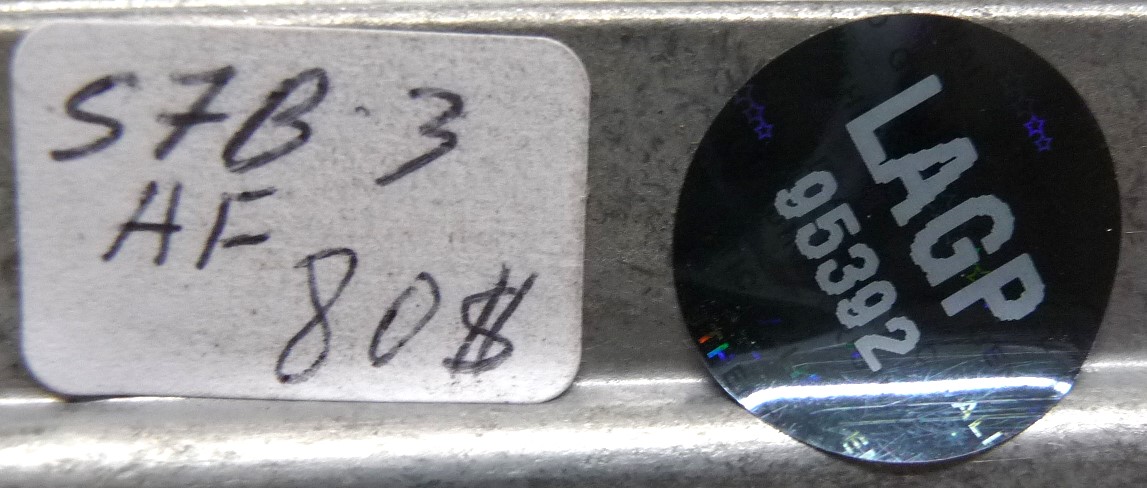 S7B·3
HF
80$
LAGP
95392